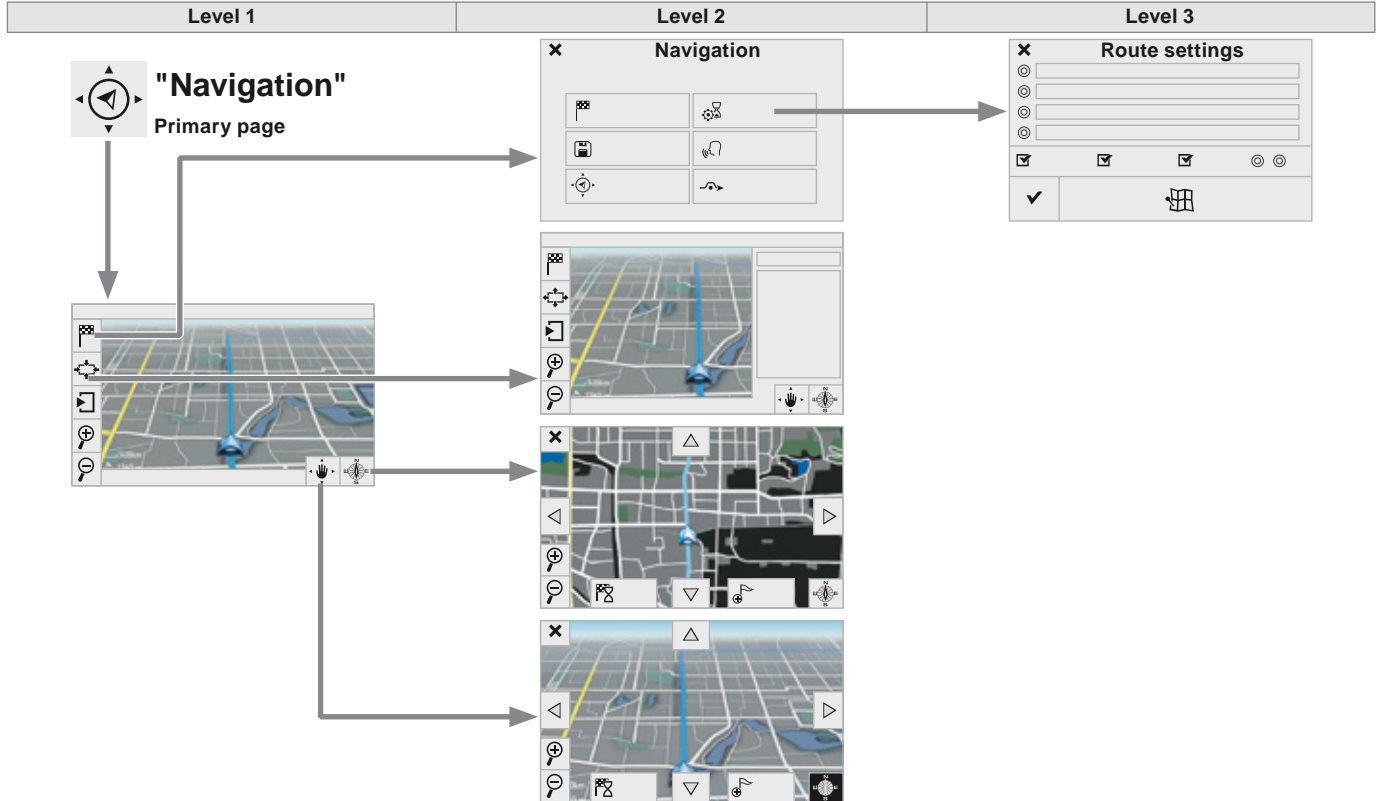 Level 1
Level 2
Level 3
"Navigation"
Primary page
Navigation
Route settings